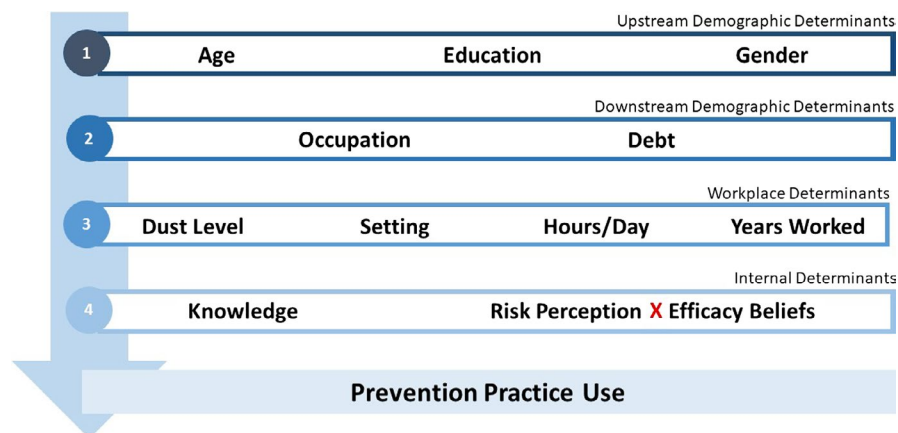 Upstream Demographic Determinants
1 Age Education Gender
Downstream Demographic Determinants
2 Occupation Debt
Workplace Determinants
3 Dust Level Setting Hours/Day Years Worked
Internal Determinants
4 Knowledge Risk Perception X Efficacy Beliefs
Prevention Practice Use